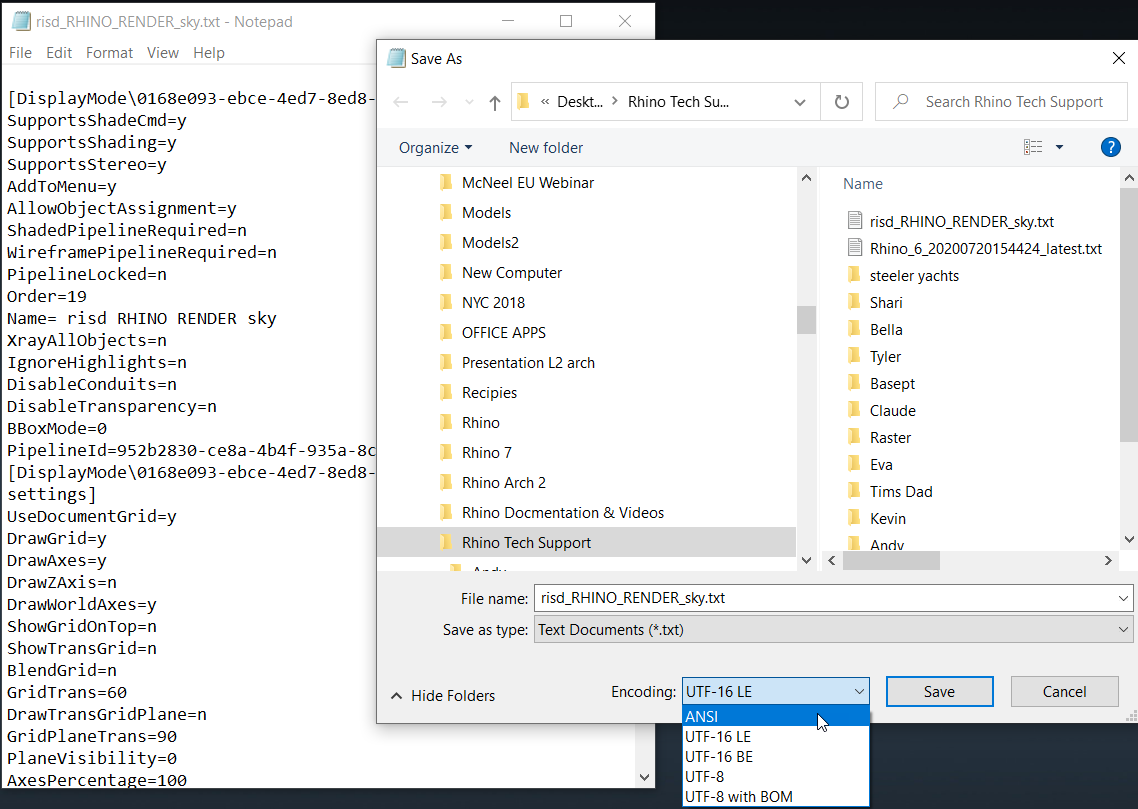 risd_RHINO_RENDER_sky.txt - Notepad
File Edit Format View Help
[DisplayMode\0168e093-ebce-4ed7-8ed8-
SupportsShadeCmd=y
SupportsShading=y
SupportsStereo=y
AddToMenu=y
AllowObjectAssignment=y
ShadedPipelineRequired=n
WireframePipelineRequired=n
PipelineLocked=n
Order=19
Name= risd RHINO RENDER sky
XrayAllObjects=n
IgnoreHighlights=n
DisableConduits=n
DisableTransparency=n
BBoxMode=0
PipelineId=952b2830-ce8a-4b4f-935a-8c
[DisplayMode\0168e093-ebce-4ed7-8ed8-
settings]
UseDocumentGrid=y
DrawGrid=y
DrawAxes=y
DrawZAxis=n
DrawWorldAxes=y
ShowGridOnTop=n
ShowTransGrid=n
BlendGrid=n
GridTrans=60
DrawTransGridPlane=n
GridPlaneTrans=90
PlaneVisibility=0
AxesPercentage=100
Save As
« Deskt... > Rhino Tech Su...
Search Rhino Tech Support
Organize
New folder
?
McNeel EU Webinar
Models
Models2
New Computer
NYC 2018
OFFICE APPS
Presentation L2 arch
Recipies
Rhino
Rhino 7
Rhino Arch 2
Rhino Docmentation & Videos
Rhino Tech Support
Andy
Name
risd_RHINO_RENDER_sky.txt
Rhino_6_20200720154424_latest.txt
steeler yachts
Shari
Bella
Tyler
Basept
Claude
Raster
Eva
Tims Dad
Kevin
Andy
File name: risd_RHINO_RENDER_sky.txt
Save as type: Text Documents (*.txt)
Hide Folders
Encoding: UTF-16 LE
Save
Cancel
ANSI
UTF-16 LE
UTF-16 BE
UTF-8
UTF-8 with BOM